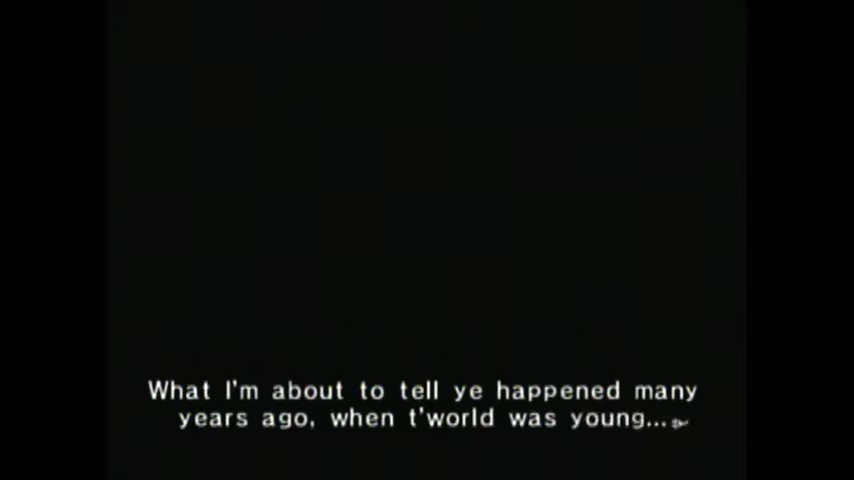 What I'm about to tell ye happened many
years ago, when t'world was young...